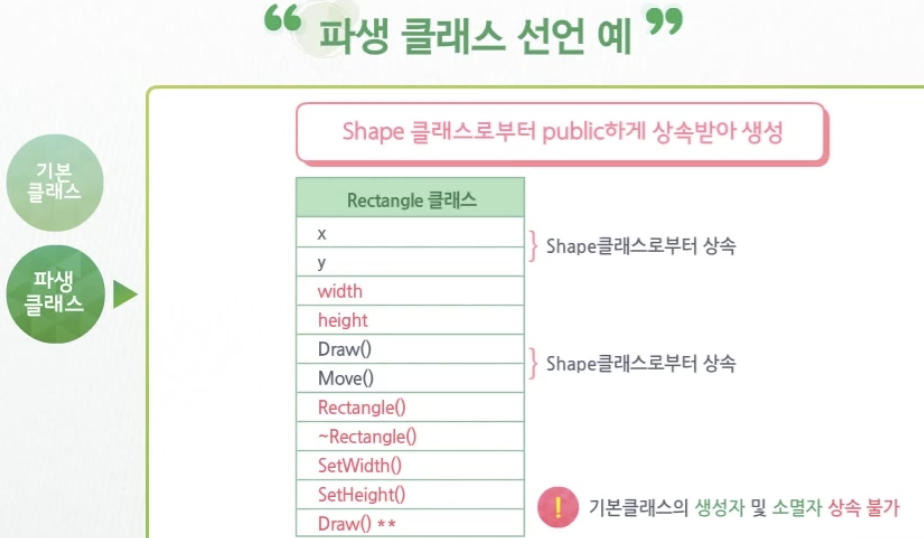 ❝ 파생 클래스 선언 예 ❞
Shape 클래스로부터 public하게 상속받아 생성
기본
클래스
파생
클래스
Rectangle 클래스
x
y
Shape클래스로부터 상속
width
height
Draw()
Move()
Shape클래스로부터 상속
Rectangle()
~Rectangle()
SetWidth()
SetHeight()
Draw() **
! 기본클래스의 생성자 및 소멸자 상속 불가